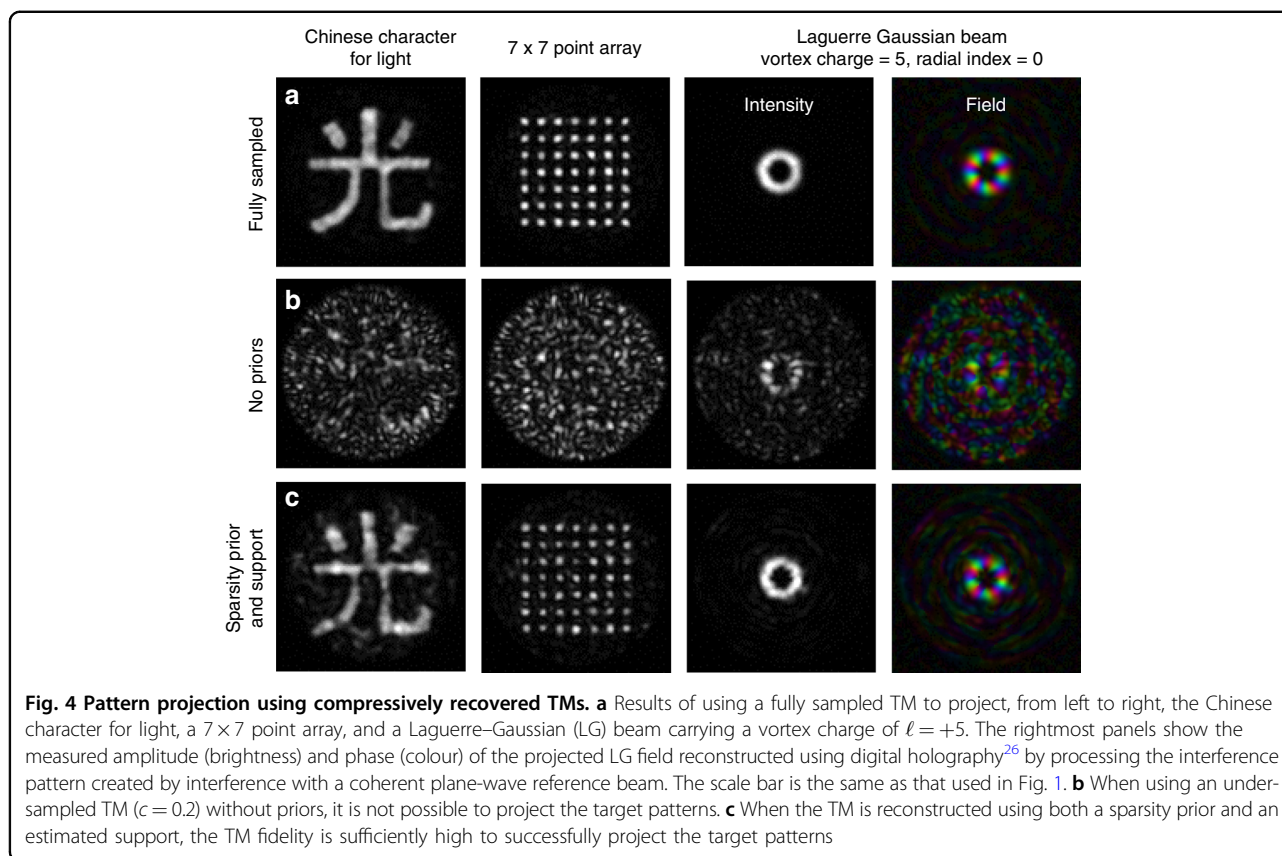 Chinese character
for light
7 x 7 point array
Laguerre Gaussian beam
vortex charge = 5, radial index = 0
Fully sampled
a
光
Intensity
Field
No priors
b
Sparsity prior
and support
c
光
Fig. 4 Pattern projection using compressively recovered TMs. a Results of using a fully sampled TM to project, from left to right, the Chinese
character for light, a 7 × 7 point array, and a Laguerre–Gaussian (LG) beam carrying a vortex charge of ℓ = +5. The rightmost panels show the
measured amplitude (brightness) and phase (colour) of the projected LG field reconstructed using digital holography26 by processing the interference
pattern created by interference with a coherent plane-wave reference beam. The scale bar is the same as that used in Fig. 1. b When using an under-
sampled TM (c = 0.2) without priors, it is not possible to project the target patterns. c When the TM is reconstructed using both a sparsity prior and an
estimated support, the TM fidelity is sufficiently high to successfully project the target patterns